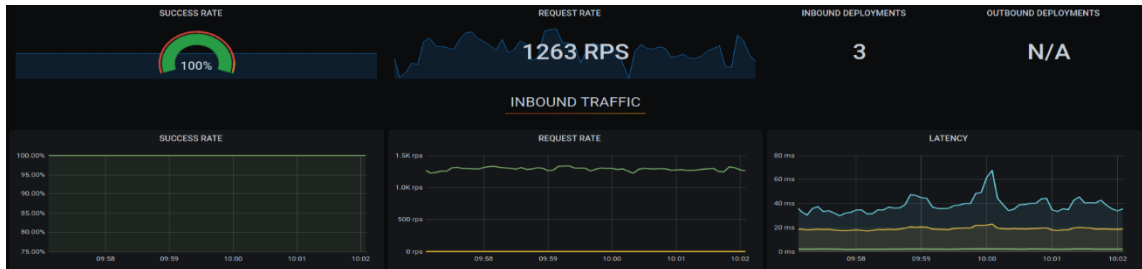 SUCCESS RATE
100%
REQUEST RATE
1263 RPS
INBOUND DEPLOYMENTS
3
OUTBOUND DEPLOYMENTS
N/A
INBOUND TRAFFIC
SUCCESS RATE
100.00%
95.00%
90.00%
85.00%
80.00%
75.00%
09:58 09:59 10:00 10:01 10:02
REQUEST RATE
1.5K rps
1.0K rps
500 rps
0 rps
09:58 09:59 10:00 10:01 10:02
LATENCY
80 ms
60 ms
40 ms
20 ms
0 ms
09:58 09:59 10:00 10:01 10:02